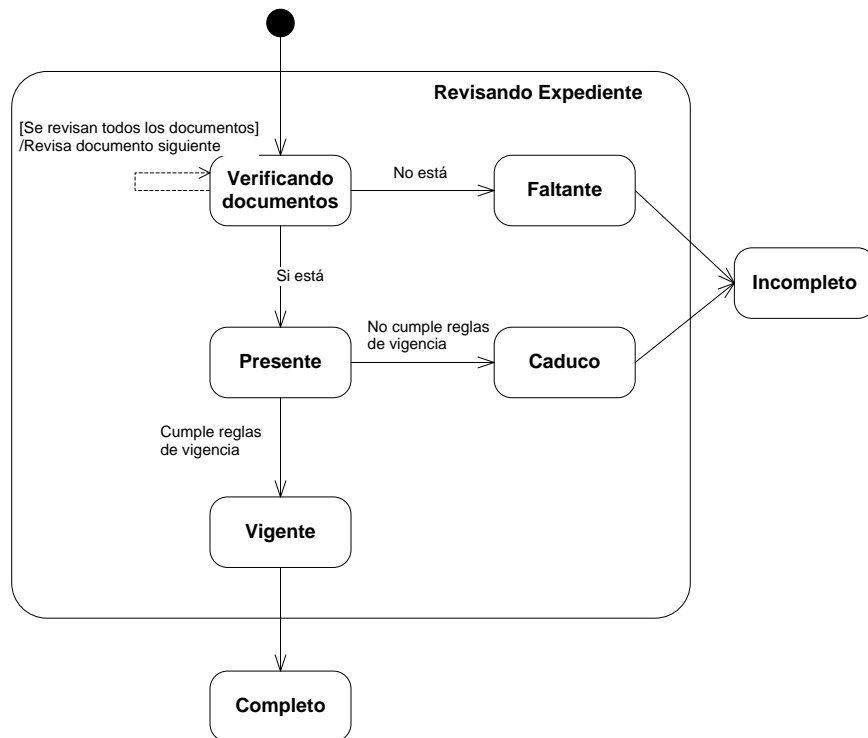 Revisando Expediente
[Se revisan todos los documentos]
/Revisa documento siguiente
Verificando
documentos
No está
Faltante
Incompleto
Si está
Presente
No cumple reglas
de vigencia
Caduco
Cumple reglas
de vigencia
Vigente
Completo